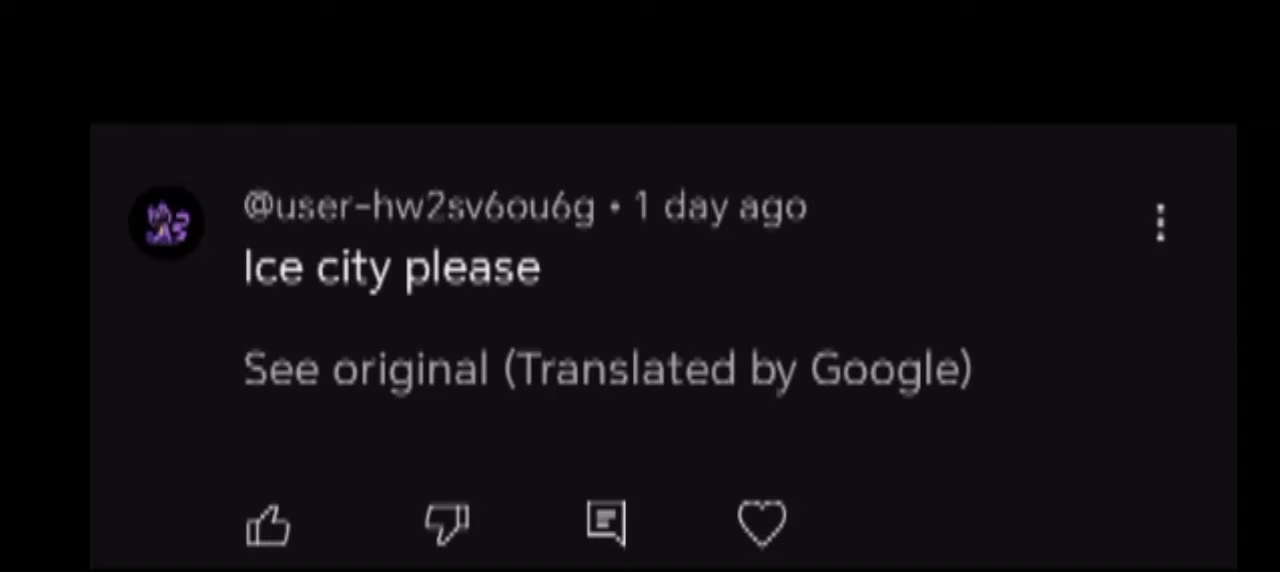 @user-hw2sv6ou6g • 1 day ago
Ice city please
See original (Translated by Google)